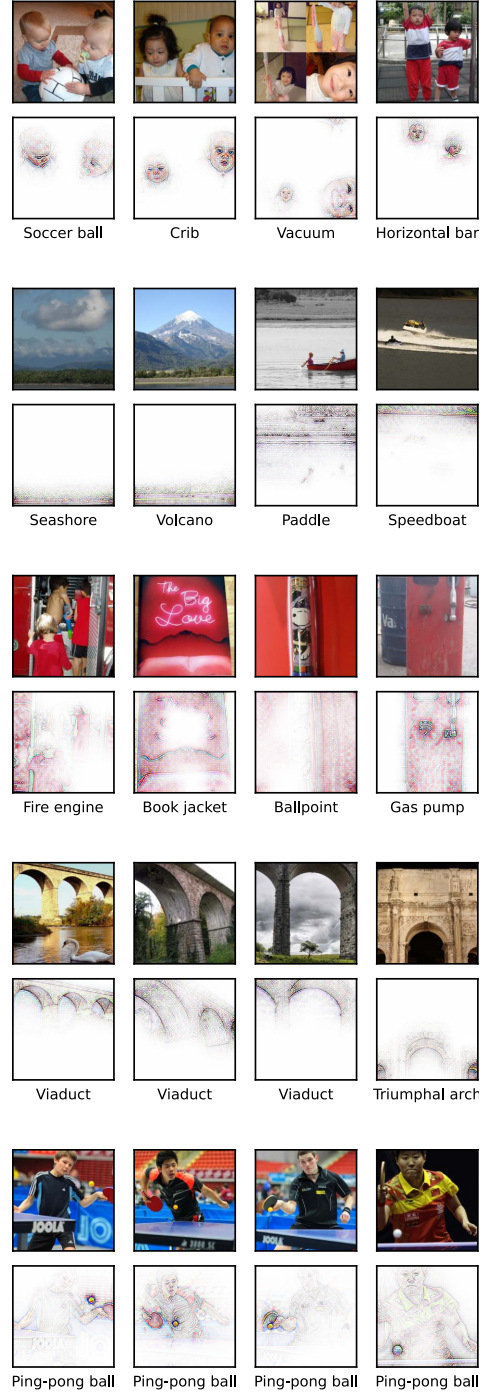 Soccer ball
Crib
Vacuum
Horizontal bar
Seashore
Volcano
Paddle
Speedboat
The
Big
Love
Va
Fire engine
Book jacket
Ballpoint
Gas pump
Viaduct
Viaduct
Viaduct
Triumphal arch
JOOLA
JO
Ping-pong ball
Ping-pong ball
Ping-pong ball
Ping-pong ball